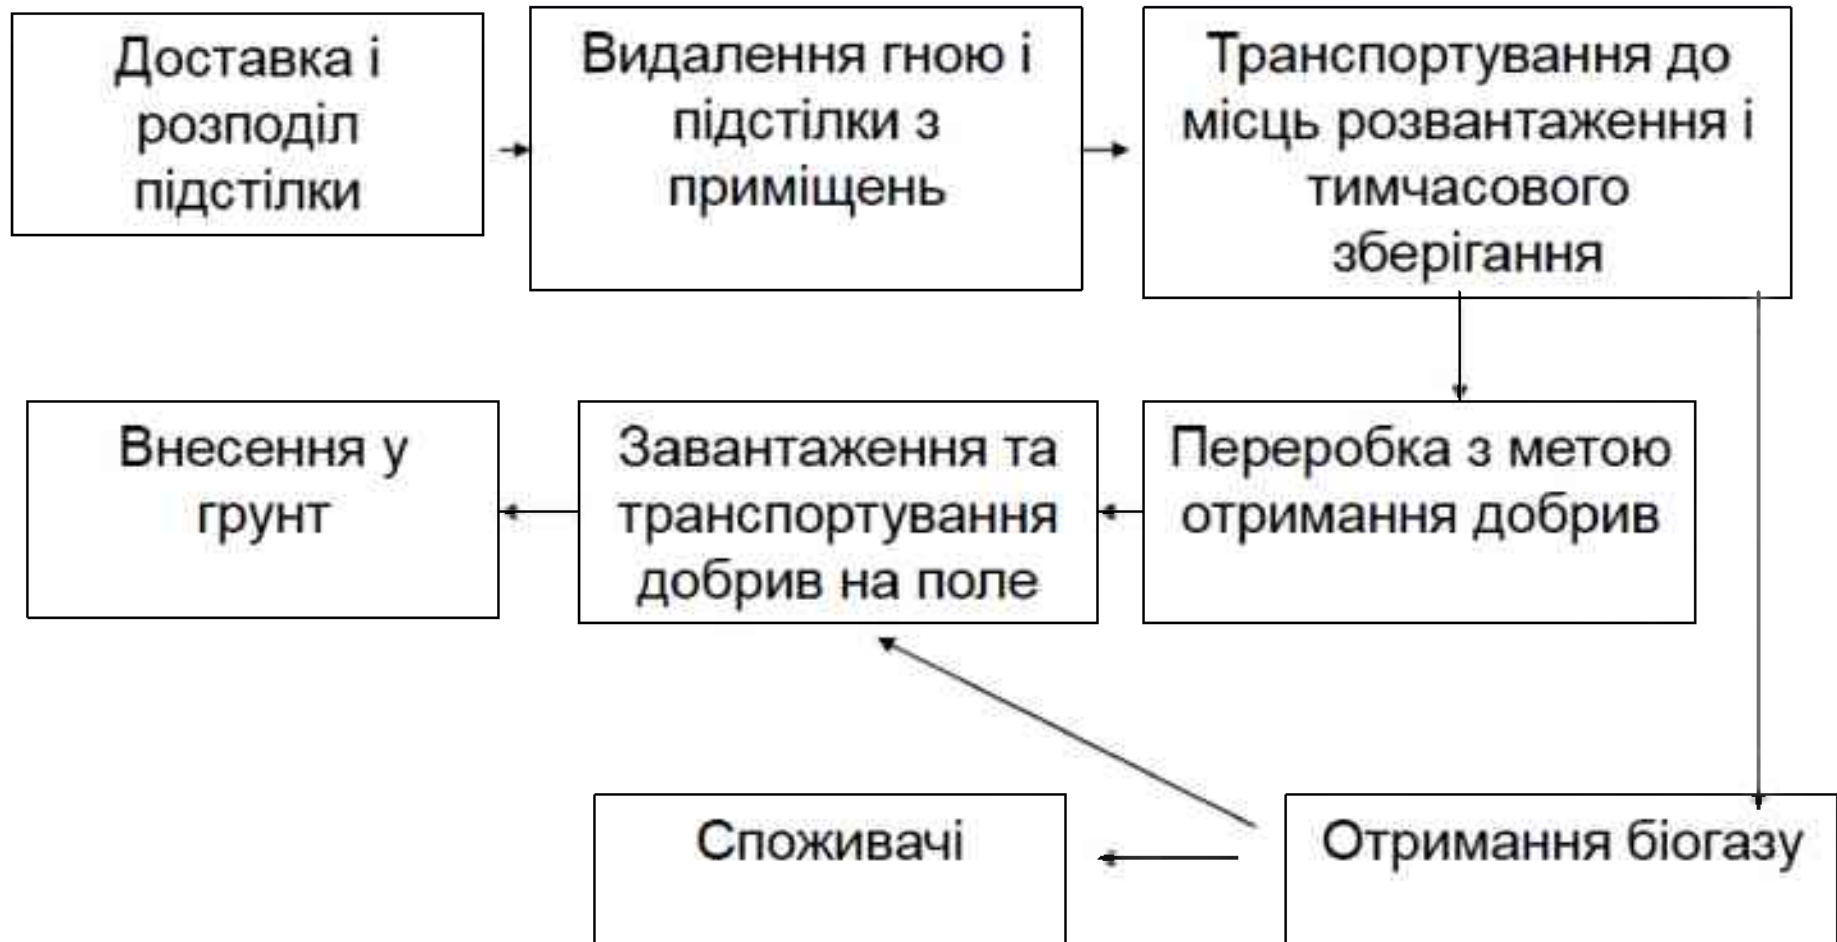 Доставка і
розподіл
підстілки
Видалення гною і
підстілки з
приміщень
Транспортування до
місць розвантаження і
тимчасового
зберігання
Внесення у
грунт
Завантаження та
транспортування
добрив на поле
Переробка з метою
отримання добрив
Споживачі
Отримання біогазу